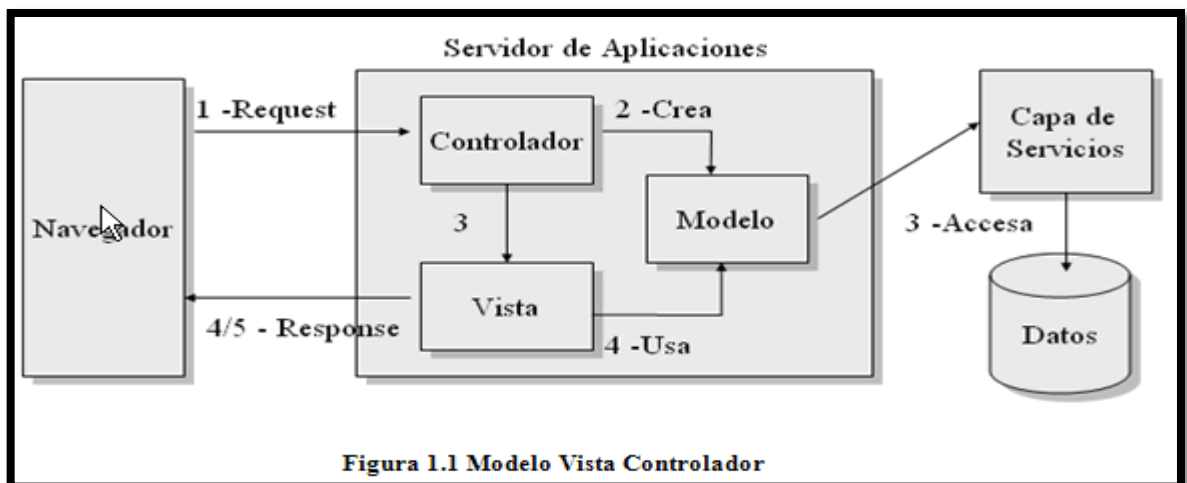 Servidor de Aplicaciones
1 -Request
Controlador
2 -Crea
Capa de
Servicios
Navegador
3
Modelo
3 -Accesa
Vista
4/5 - Response
4 -Usa
Datos
Figura 1.1 Modelo Vista Controlador